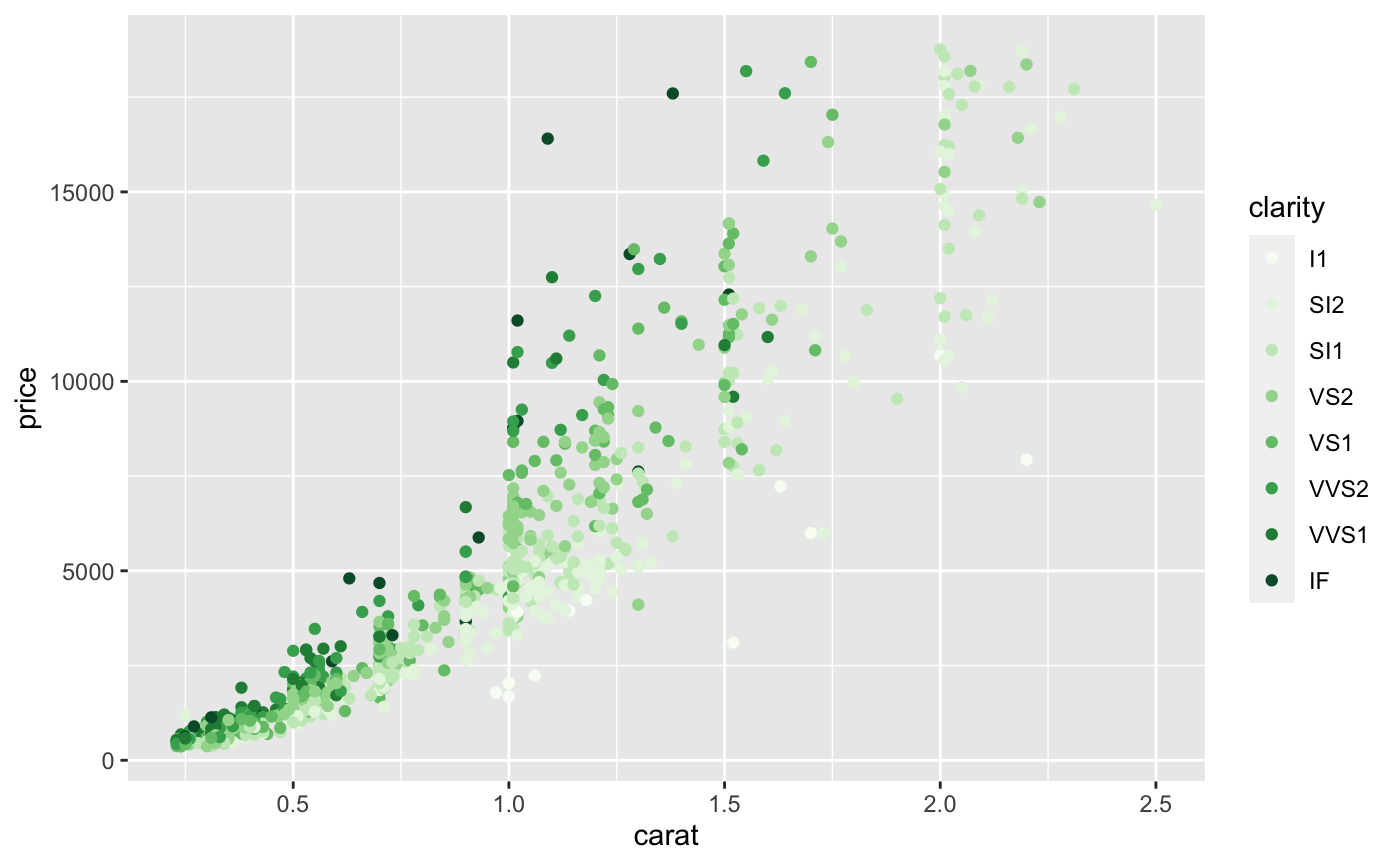 15000
10000
5000
0
price
0.5 1.0 1.5 2.0 2.5
carat
clarity
I1
SI2
SI1
VS2
VS1
VVS2
VVS1
IF